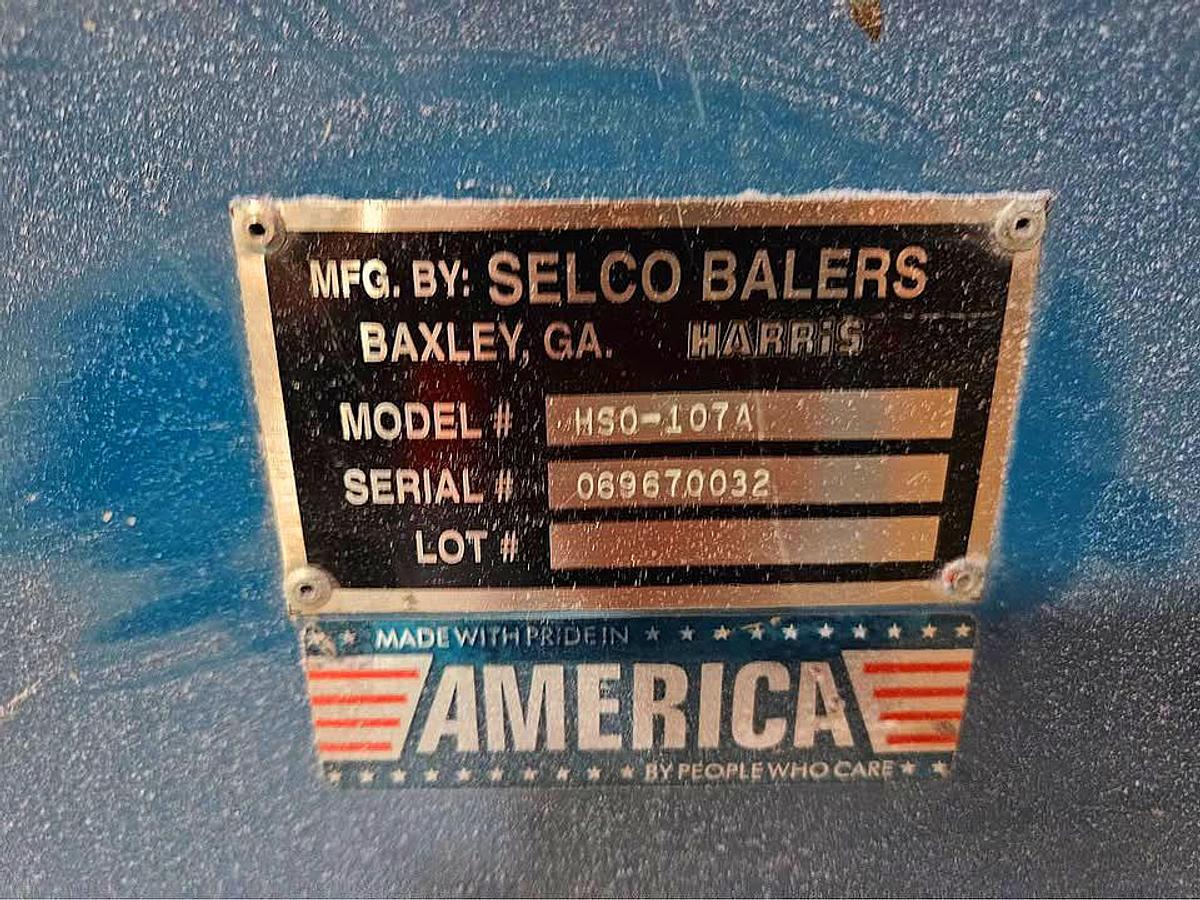 MFG. BY: SELCO BALERS
BAXLEY, GA. HARRiS
MODEL # HSO-107A
SERIAL # 069670032
LOT #
MADE WITH PRIDE IN
AMERICA
BY PEOPLE WHO CARE